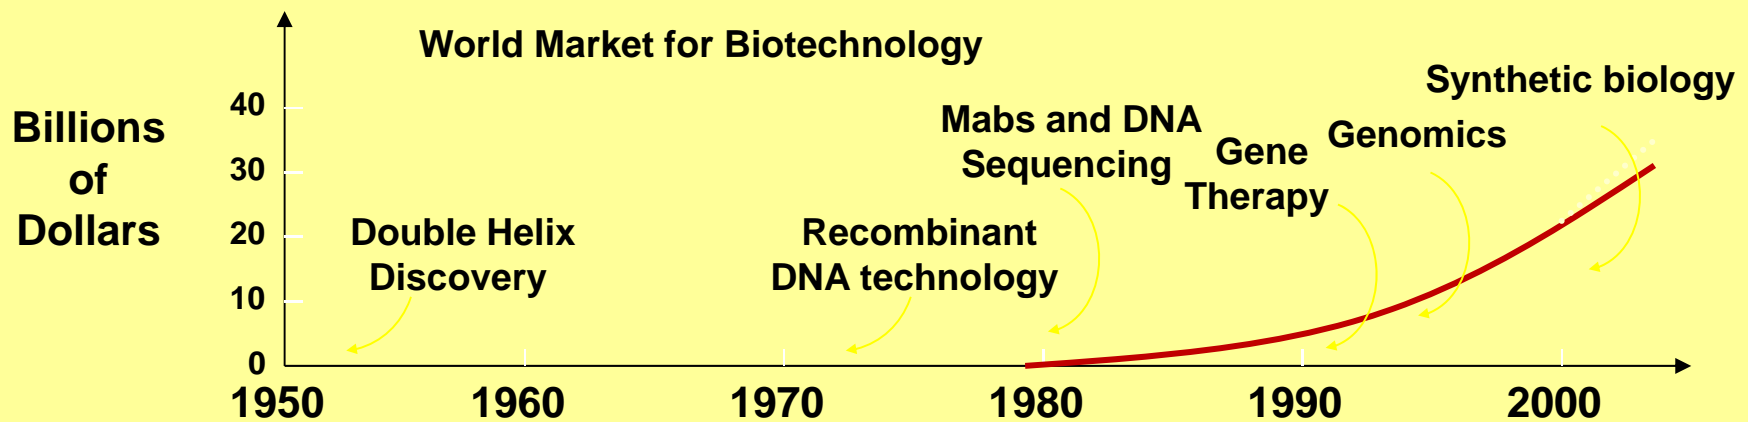 World Market for Biotechnology
Synthetic biology
Billions
of
Dollars
40
30
20
10
0
Mabs and DNA
Sequencing
Gene
Therapy
Genomics
Double Helix
Discovery
Recombinant
DNA technology
1950 1960 1970 1980 1990 2000